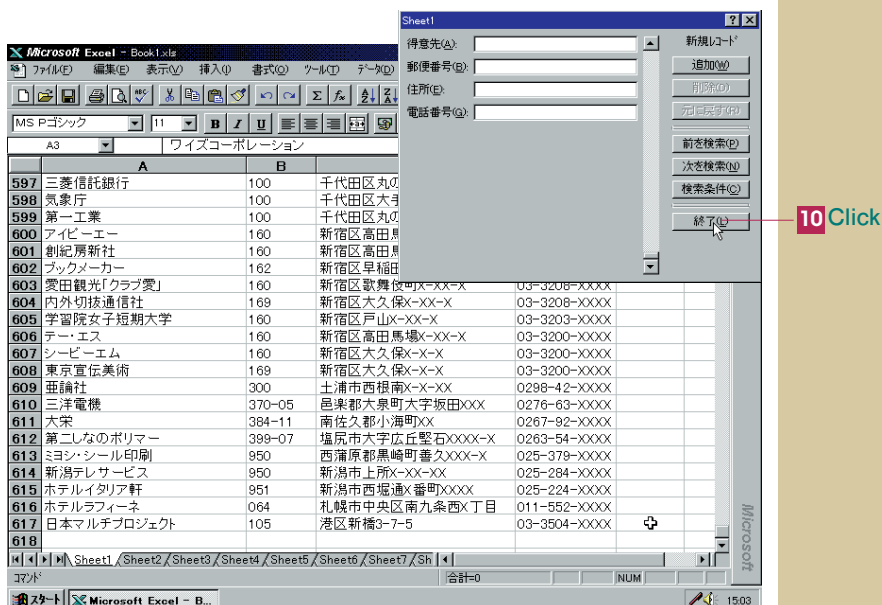 Sheet1
得意先(A):
新規レコード
郵便番号(B):
追加(W)
住所(E):
削除(D)
電話番号(G):
元に戻す(R)
前を検索(P)
次を検索(N)
検索条件(C)
終了(L)
10 Click
Microsoft Excel - Book1.xls
ファイル(F) 編集(E) 表示(V) 挿入(I) 書式(O) ツール(T) データ(D)
MS Pゴシック 11 B I U
A3 ワイズコーポレーション
A B
597 三菱信託銀行 100 千代田区丸の
598 気象庁 100 千代田区大手
599 第一工業 100 千代田区丸の
600 アイピーエー 160 新宿区高田馬
601 創紀房新社 160 新宿区高田馬
602 ブックメーカー 162 新宿区早稲田
603 愛田観光「クラブ愛」 160 新宿区歌舞伎町X-XX-X 03-3208-XXXX
604 内外切抜通信社 169 新宿区大久保X-XX-X 03-3208-XXXX
605 学習院女子短期大学 160 新宿区戸山X-XX-X 03-3203-XXXX
606 テー・エス 160 新宿区高田馬場X-XX-X 03-3200-XXXX
607 シービーエム 160 新宿区大久保X-X-X 03-3200-XXXX
608 東京宣伝美術 169 新宿区大久保X-X-X 03-3200-XXXX
609 亜論社 300 土浦市西根南X-X-XX 0298-42-XXXX
610 三洋電機 370-05 邑楽郡大泉町大字坂田XXX 0276-63-XXXX
611 大栄 384-11 南佐久郡小海町XX 0267-92-XXXX
612 第二しなのポリマー 399-07 塩尻市大字広丘堅石XXXX-X 0263-54-XXXX
613 ミヨシ・シール印刷 950 西蒲原郡黒崎町善久XXX-X 025-379-XXXX
614 新潟テレサービス 950 新潟市上所X-XX-XX 025-284-XXXX
615 ホテルイタリア軒 951 新潟市西堀通X番町XXXX 025-224-XXXX
616 ホテルラフィーネ 064 札幌市中央区南九条西X丁目 011-552-XXXX
617 日本マルチプロジェクト 105 港区新橋3-7-5 03-3504-XXXX
618
Microsoft
Sheet1 Sheet2 Sheet3 Sheet4 Sheet5 Sheet6 Sheet7 Sh
コマンド 合計=0 NUM
スタート Microsoft Excel - B... 15:03